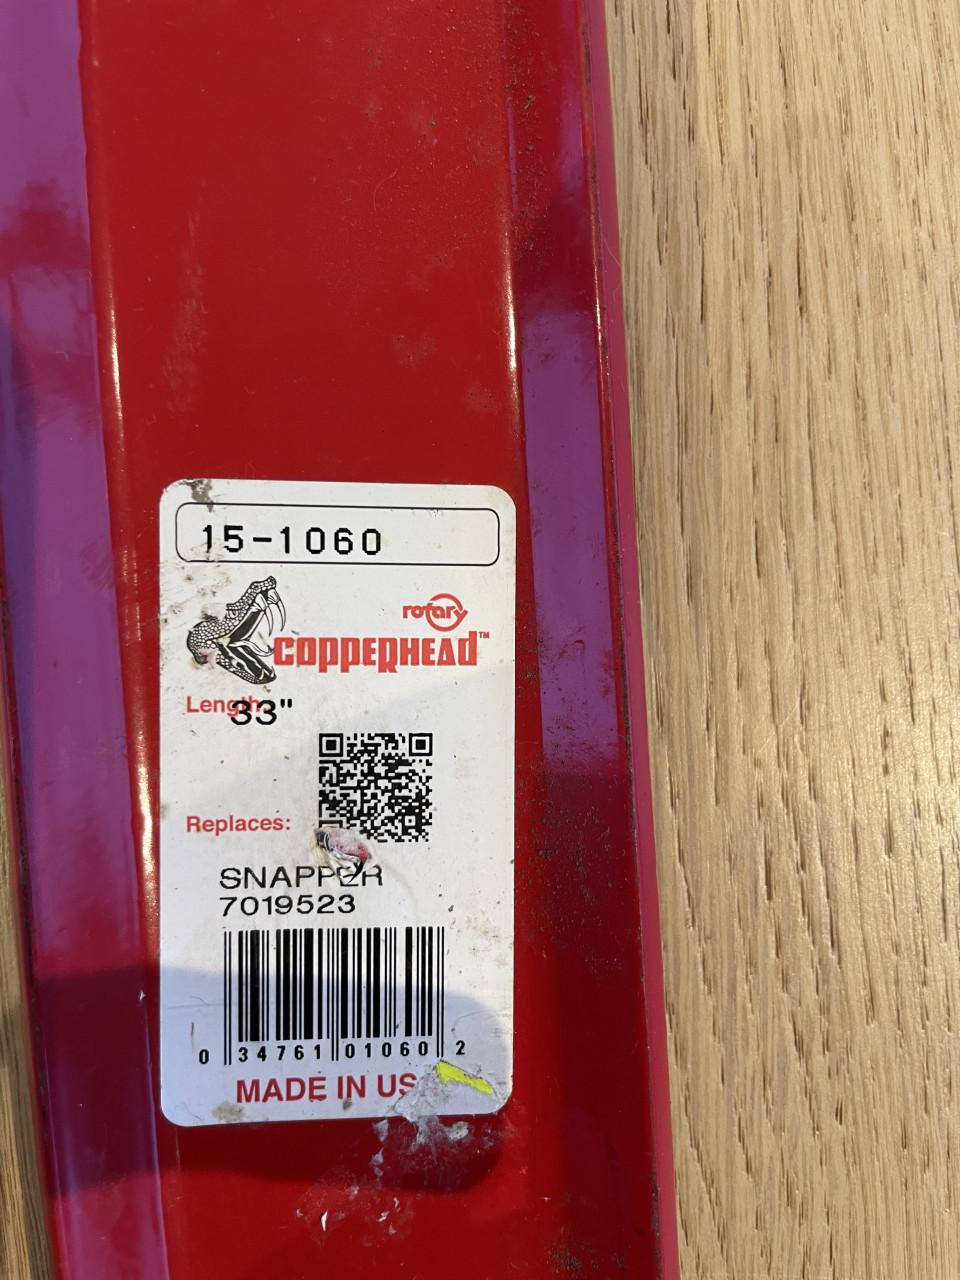 15-1060
rotary
COPPERHEAD™
Length:
33"
Replaces:
SNAPPER
7019523
0 34761 01060 2
MADE IN US